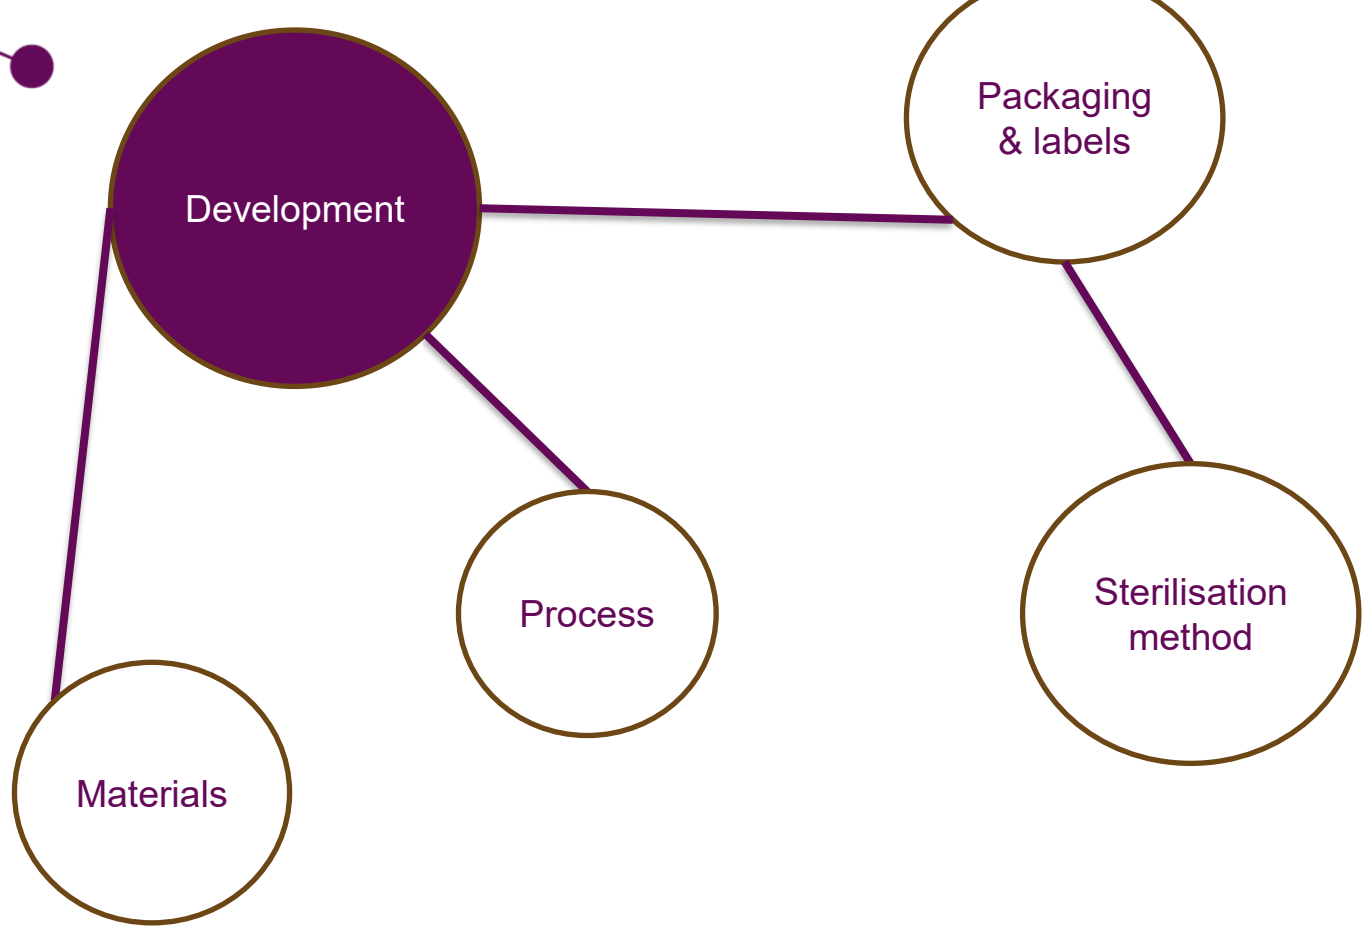 Packaging
& labels
Development
Sterilisation
method
Process
Materials